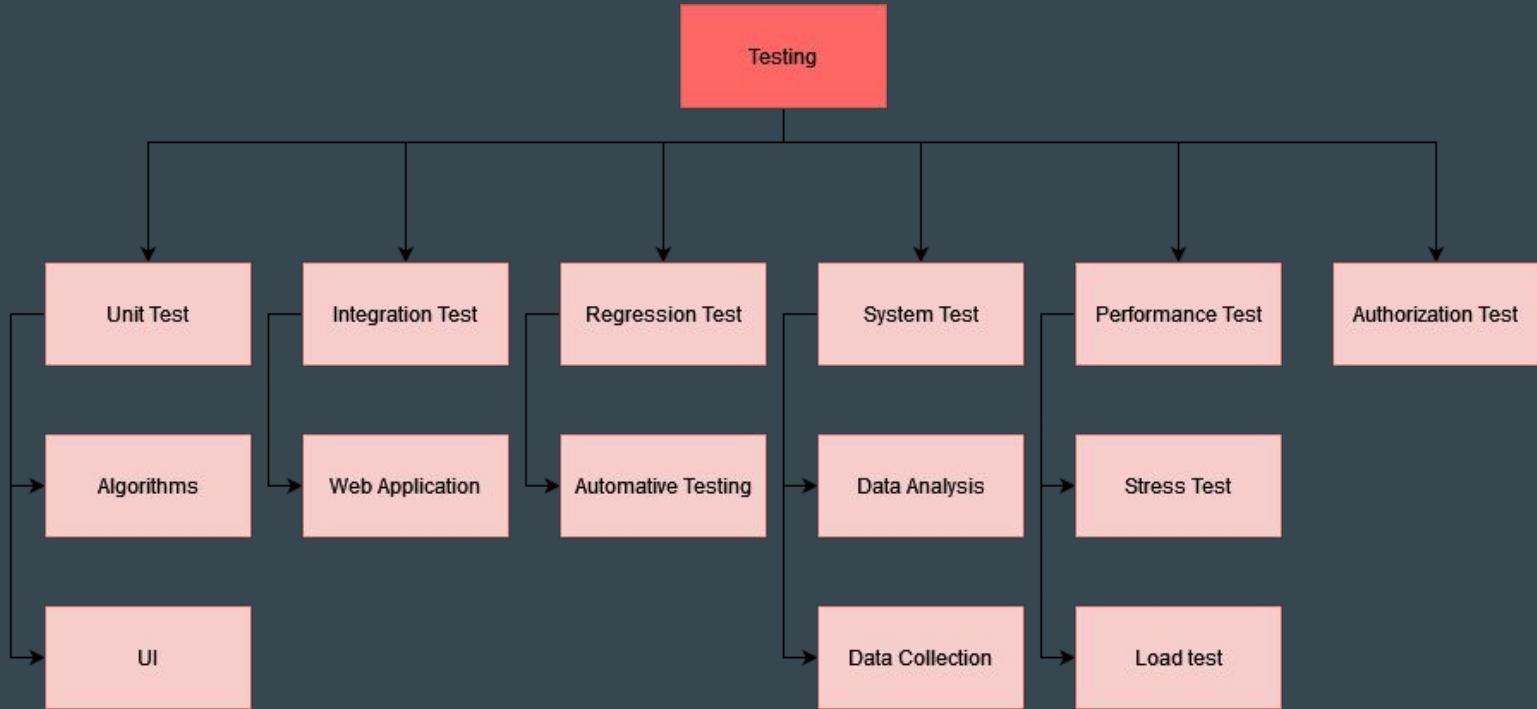 Testing
Unit Test
Integration Test
Regression Test
System Test
Performance Test
Authorization Test
Algorithms
Web Application
Automative Testing
Data Analysis
Stress Test
UI
Data Collection
Load test